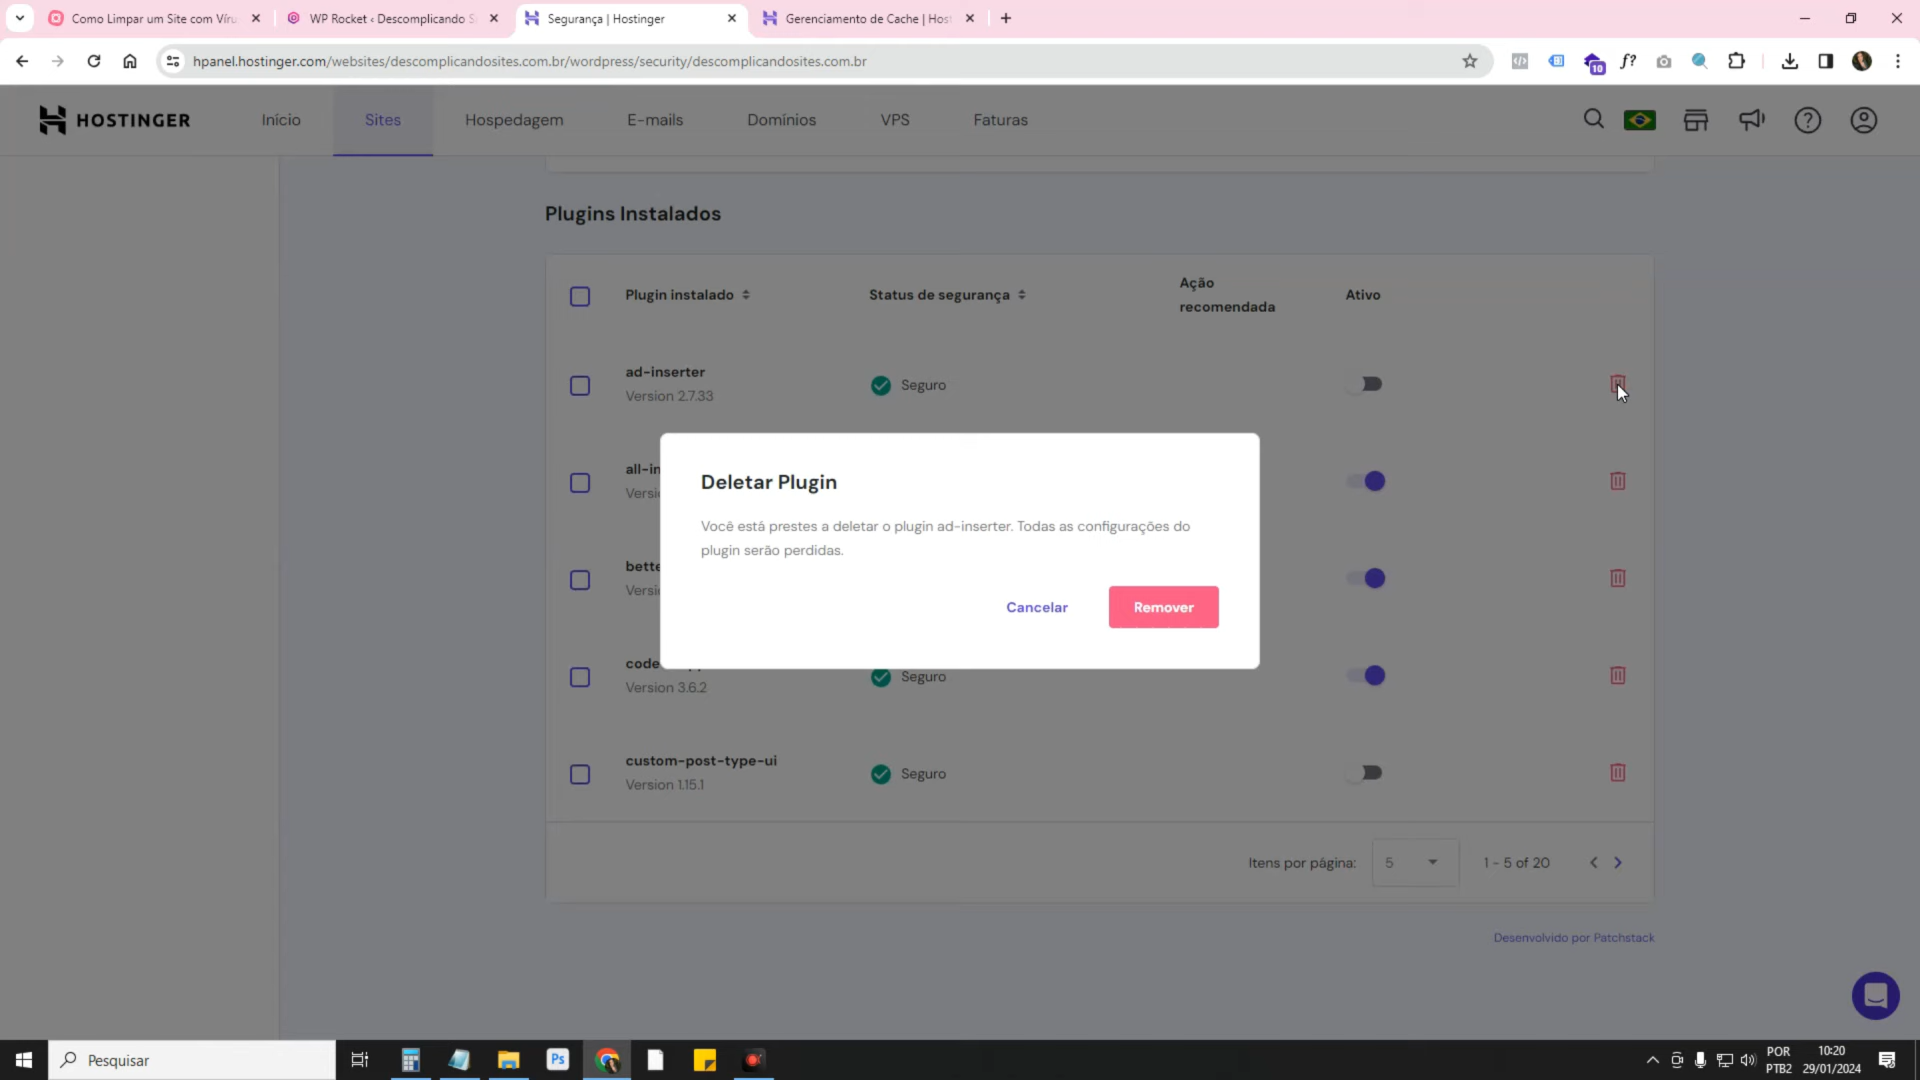 Como Limpar um Site com Víru
WP Rocket ‹ Descomplicando S
Segurança | Hostinger
Gerenciamento de Cache | Hos
hpanel.hostinger.com/websites/descomplicandosites.com.br/wordpress/security/descomplicandosites.com.br
f?
10
HOSTINGER
Início
Sites
Hospedagem
E-mails
Domínios
VPS
Faturas
Plugins Instalados
Plugin instalado
Status de segurança
Ação
recomendada
Ativo
ad-inserter
Version 2.7.33
Seguro
all-in
Versi
bette
Versi
code
Version 3.6.2
Seguro
custom-post-type-ui
Version 1.15.1
Seguro
Deletar Plugin
Você está prestes a deletar o plugin ad-inserter. Todas as configurações do
plugin serão perdidas.
Cancelar
Remover
Itens por página:
5
1 - 5 of 20
Desenvolvido por Patchstack
Pesquisar
Ps
POR
PTB2
10:20
29/01/2024